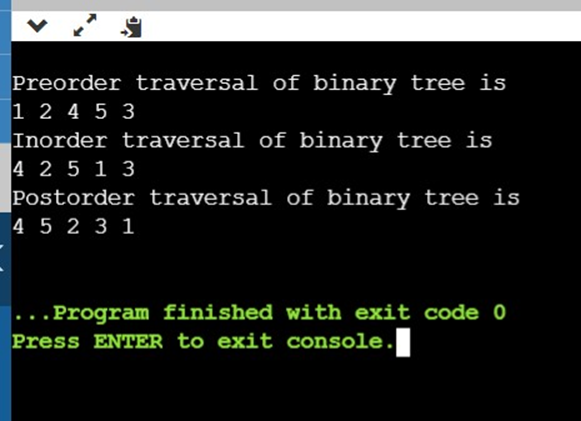 Preorder traversal of binary tree is
1 2 4 5 3
Inorder traversal of binary tree is
4 2 5 1 3
Postorder traversal of binary tree is
4 5 2 3 1
...Program finished with exit code 0
Press ENTER to exit console.